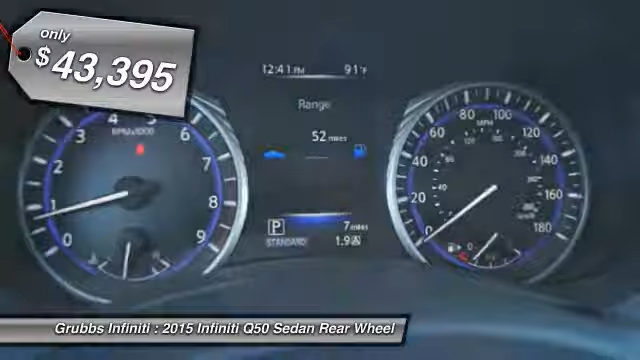 only
$43,395
12:41 PM 91°F
Range
52 miles
P
STANDARD
7 miles
1.9 A
4 5
3 6
2 7
RPMx1000
1 8
0 9
80 100
60 MPH 120
40 140
20 160
0 180
Grubbs Infiniti : 2015 Infiniti Q50 Sedan Rear Wheel